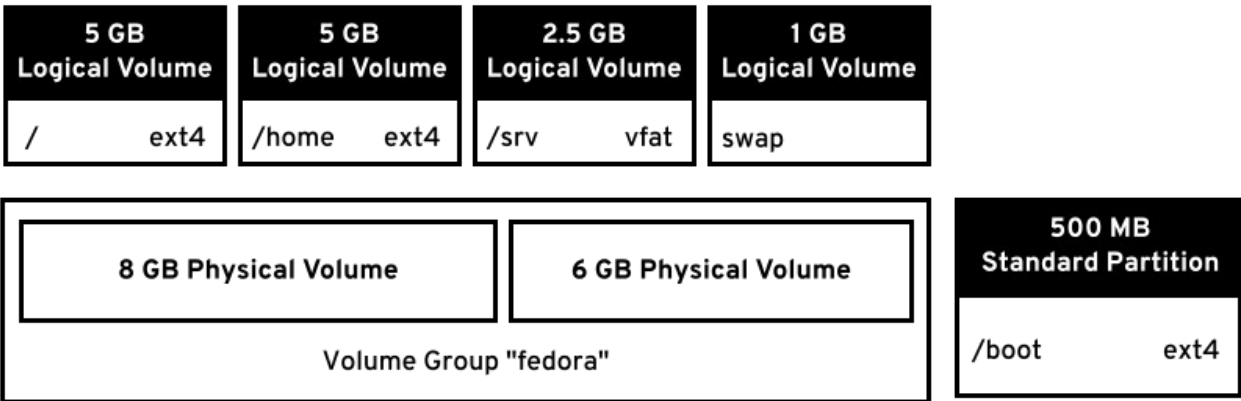 5 GB
Logical Volume
/ ext4
5 GB
Logical Volume
/home ext4
2.5 GB
Logical Volume
/srv vfat
1 GB
Logical Volume
swap
8 GB Physical Volume
6 GB Physical Volume
Volume Group "fedora"
500 MB
Standard Partition
/boot ext4